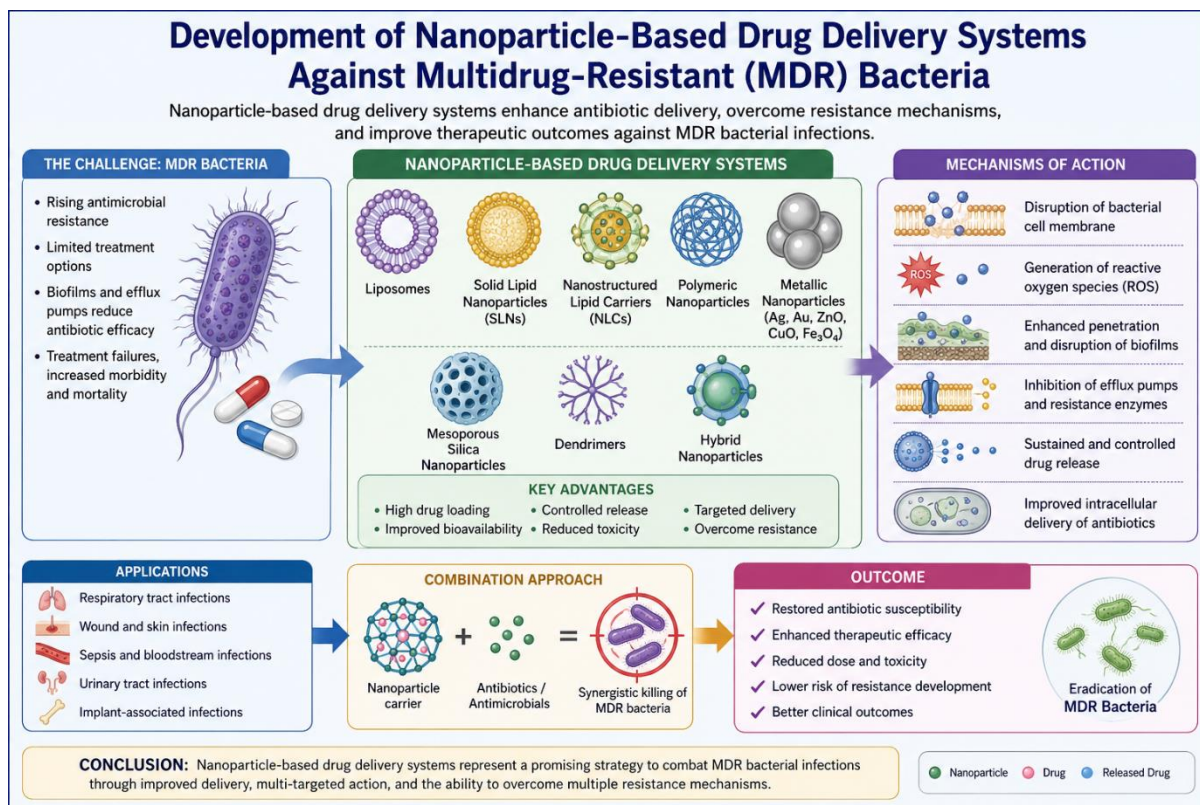 Development of Nanoparticle-Based Drug Delivery Systems
Against Multidrug-Resistant (MDR) Bacteria
Nanoparticle-based drug delivery systems enhance antibiotic delivery, overcome resistance mechanisms,
and improve therapeutic outcomes against MDR bacterial infections.
THE CHALLENGE: MDR BACTERIA
• Rising antimicrobial
resistance
• Limited treatment
options
• Biofilms and efflux
pumps reduce
antibiotic efficacy
• Treatment failures,
increased morbidity
and mortality
NANOPARTICLE-BASED DRUG DELIVERY SYSTEMS
Liposomes
Solid Lipid
Nanoparticles
(SLNs)
Nanostructured
Lipid Carriers
(NLCs)
Polymeric
Nanoparticles
Metallic
Nanoparticles
(Ag, Au, ZnO,
CuO, Fe₃O₄)
Mesoporous
Silica
Nanoparticles
Dendrimers
Hybrid
Nanoparticles
KEY ADVANTAGES
• High drug loading
• Controlled release
• Targeted delivery
• Improved bioavailability
• Reduced toxicity
• Overcome resistance
MECHANISMS OF ACTION
Disruption of bacterial
cell membrane
ROS
Generation of reactive
oxygen species (ROS)
Enhanced penetration
and disruption of biofilms
Inhibition of efflux pumps
and resistance enzymes
Sustained and controlled
drug release
Improved intracellular
delivery of antibiotics
APPLICATIONS
Respiratory tract infections
Wound and skin infections
Sepsis and bloodstream infections
Urinary tract infections
Implant-associated infections
COMBINATION APPROACH
+
=
Nanoparticle
carrier
Antibiotics /
Antimicrobials
Synergistic killing of
MDR bacteria
OUTCOME
✓ Restored antibiotic susceptibility
✓ Enhanced therapeutic efficacy
✓ Reduced dose and toxicity
✓ Lower risk of resistance development
✓ Better clinical outcomes
Eradication of
MDR Bacteria
CONCLUSION: Nanoparticle-based drug delivery systems represent a promising strategy to combat MDR bacterial infections
through improved delivery, multi-targeted action, and the ability to overcome multiple resistance mechanisms.
Nanoparticle
Drug
Released Drug